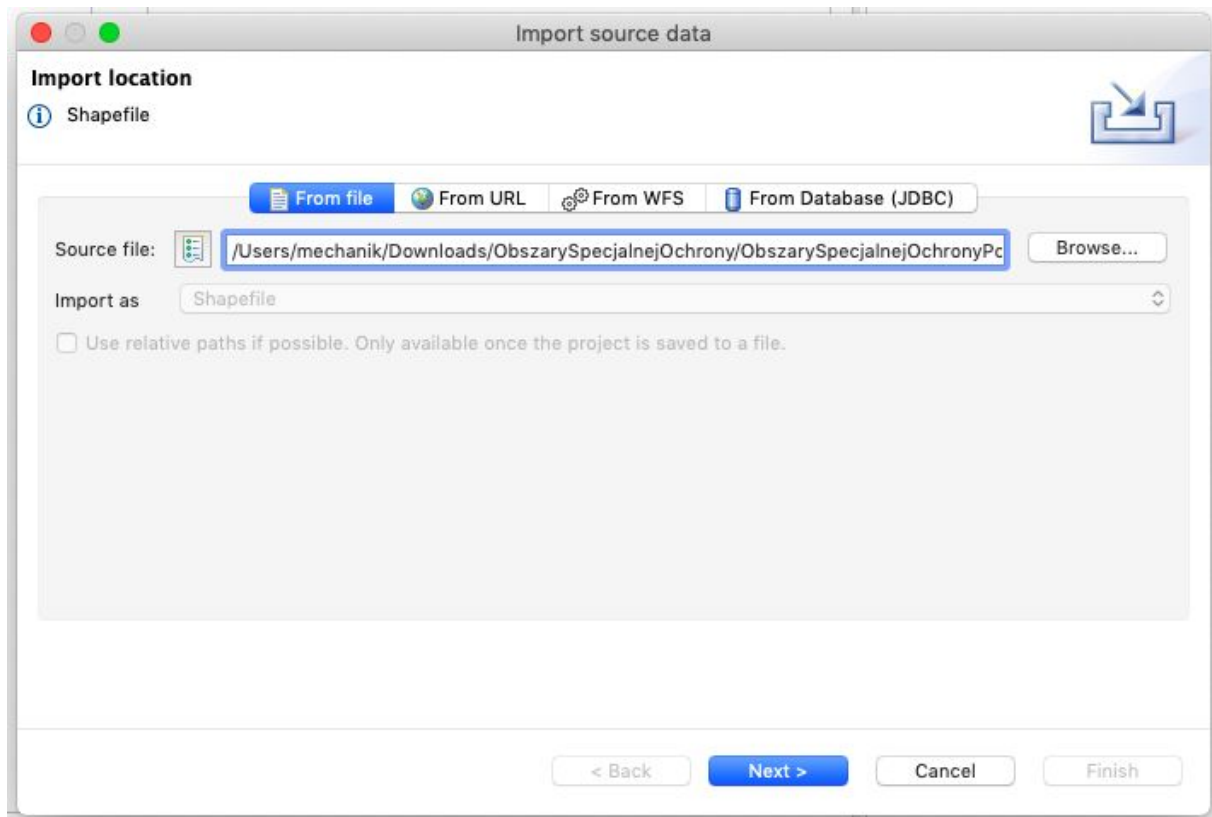 Import source data
Import location
Shapefile
From file From URL From WFS From Database (JDBC)
Source file: /Users/mechanik/Downloads/ObszarySpecjalnejOchrony/ObszarySpecjalnejOchronyPo Browse...
Import as Shapefile
Use relative paths if possible. Only available once the project is saved to a file.
< Back Next > Cancel Finish